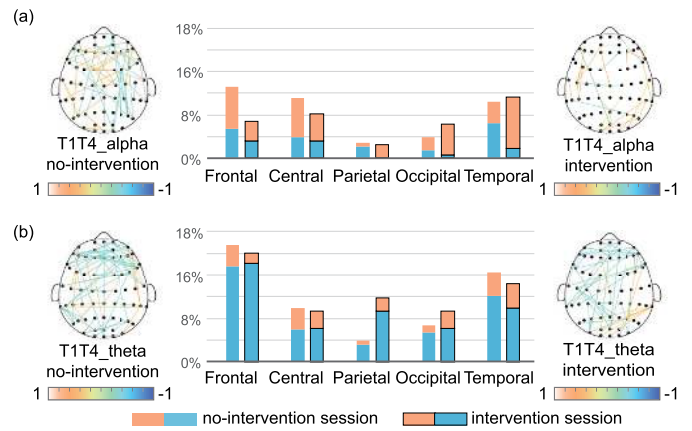 (a)
18%
16%
8%
0%
T1T4_alpha
no-intervention
1 -1
Frontal Central Parietal Occipital Temporal
T1T4_alpha
intervention
1 -1
(b)
18%
16%
8%
0%
T1T4_theta
no-intervention
1 -1
Frontal Central Parietal Occipital Temporal
T1T4_theta
intervention
1 -1
no-intervention session intervention session